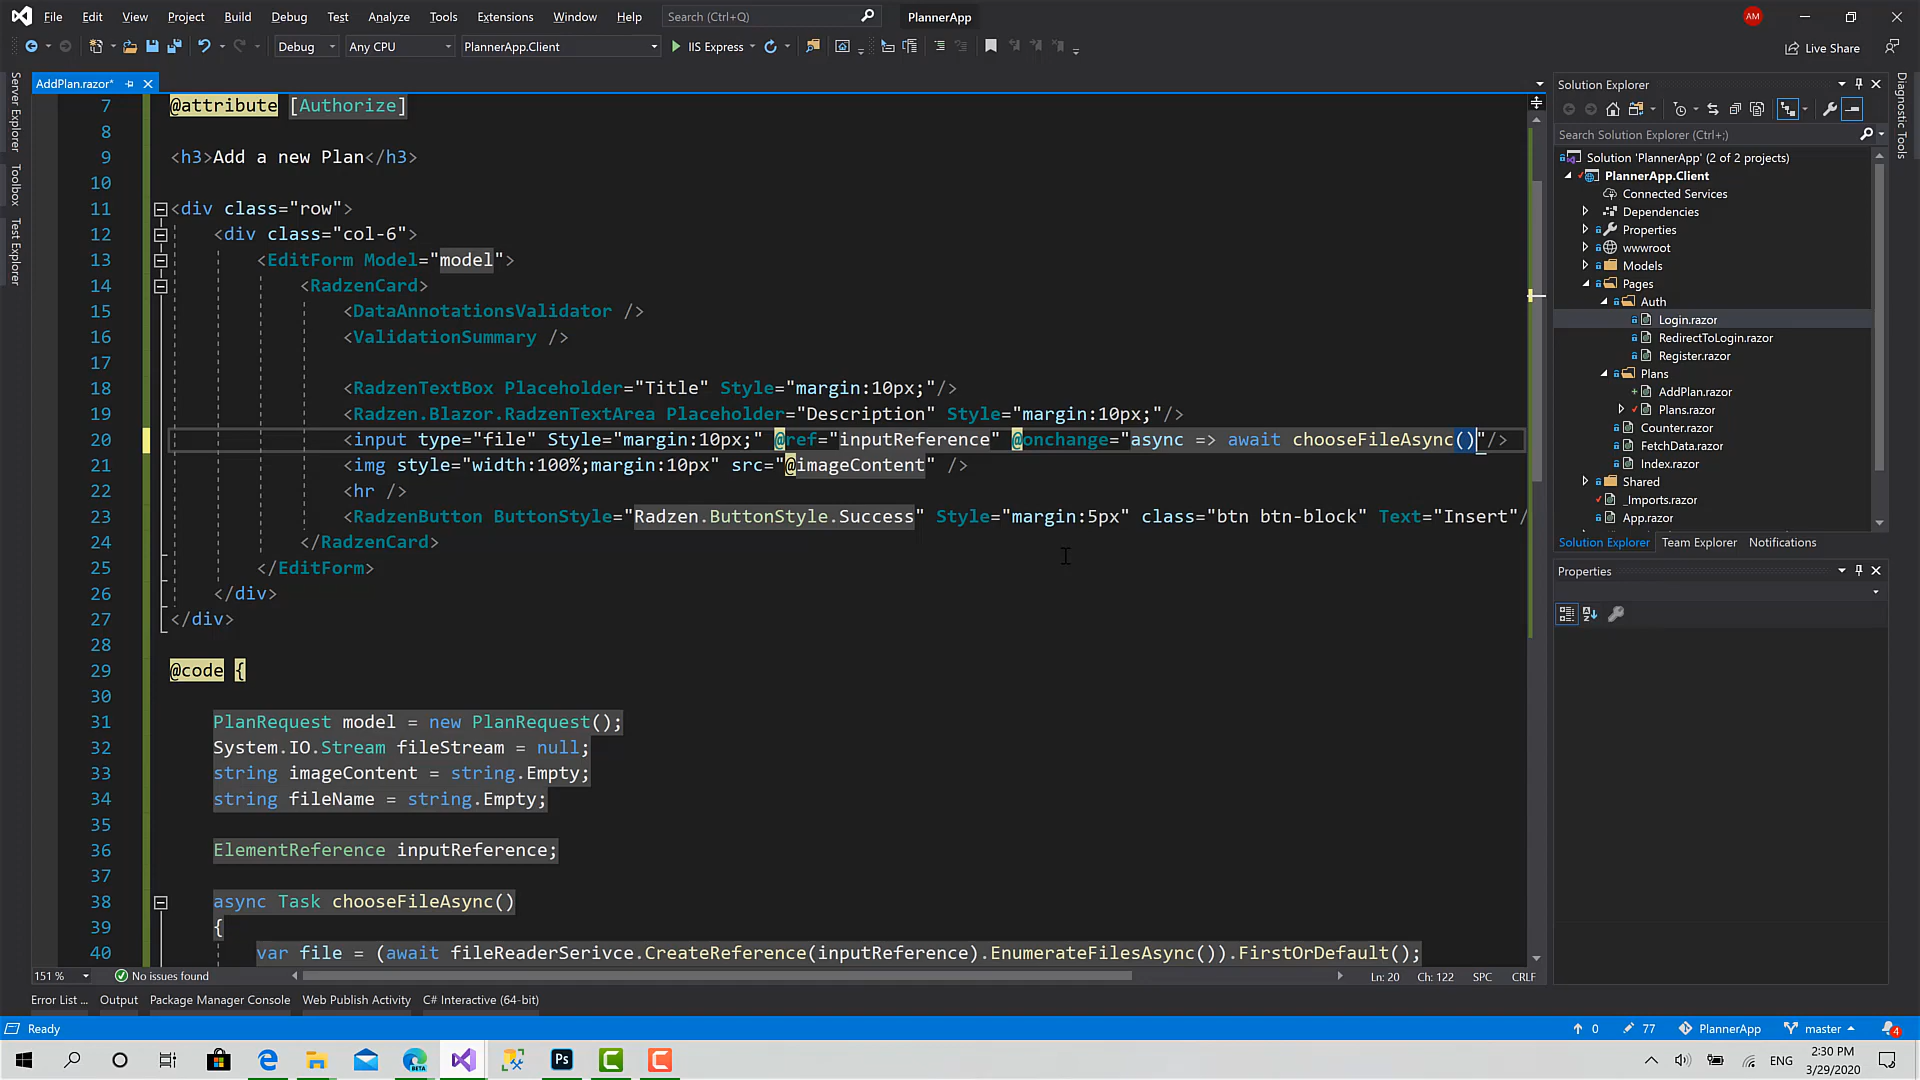 File Edit View Project Build Debug Test Analyze Tools Extensions Window Help Search (Ctrl+Q) PlannerApp AM
Debug Any CPU PlannerApp.Client IIS Express Live Share
Server Explorer
Toolbox
Test Explorer
AddPlan.razor*
7 @attribute [Authorize]
8
9 <h3>Add a new Plan</h3>
10
11 <div class="row">
12 <div class="col-6">
13 <EditForm Model="model">
14 <RadzenCard>
15 <DataAnnotationsValidator />
16 <ValidationSummary />
17
18 <RadzenTextBox Placeholder="Title" Style="margin:10px;"/>
19 <Radzen.Blazor.RadzenTextArea Placeholder="Description" Style="margin:10px;"/>
20 <input type="file" Style="margin:10px;" @ref="inputReference" @onchange="async => await chooseFileAsync()"/>
21 <img style="width:100%;margin:10px" src="@imageContent" />
22 <hr />
23 <RadzenButton ButtonStyle="Radzen.ButtonStyle.Success" Style="margin:5px" class="btn btn-block" Text="Insert"/
24 </RadzenCard>
25 </EditForm>
26 </div>
27 </div>
28
29 @code {
30
31 PlanRequest model = new PlanRequest();
32 System.IO.Stream fileStream = null;
33 string imageContent = string.Empty;
34 string fileName = string.Empty;
35
36 ElementReference inputReference;
37
38 async Task chooseFileAsync()
39 {
40 var file = (await fileReaderSerivce.CreateReference(inputReference).EnumerateFilesAsync()).FirstOrDefault();
151 % No issues found Ln: 20 Ch: 122 SPC CRLF
Error List ... Output Package Manager Console Web Publish Activity C# Interactive (64-bit)
Solution Explorer
Search Solution Explorer (Ctrl+;)
Solution 'PlannerApp' (2 of 2 projects)
PlannerApp.Client
Connected Services
Dependencies
Properties
wwwroot
Models
Pages
Auth
Login.razor
RedirectToLogin.razor
Register.razor
Plans
AddPlan.razor
Plans.razor
Counter.razor
FetchData.razor
Index.razor
Shared
_Imports.razor
App.razor
Solution Explorer Team Explorer Notifications
Properties
Diagnostic Tools
Ready 0 77 PlannerApp master 4
BETA Ps ENG 2:30 PM
3/29/2020